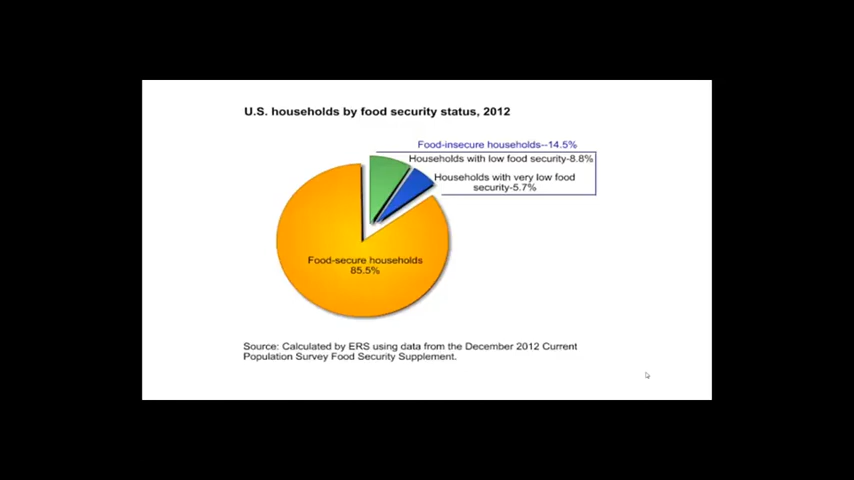 U.S. households by food security status, 2012
Food-insecure households--14.5%
Households with low food security-8.8%
Households with very low food
security-5.7%
Food-secure households
85.5%
Source: Calculated by ERS using data from the December 2012 Current
Population Survey Food Security Supplement.